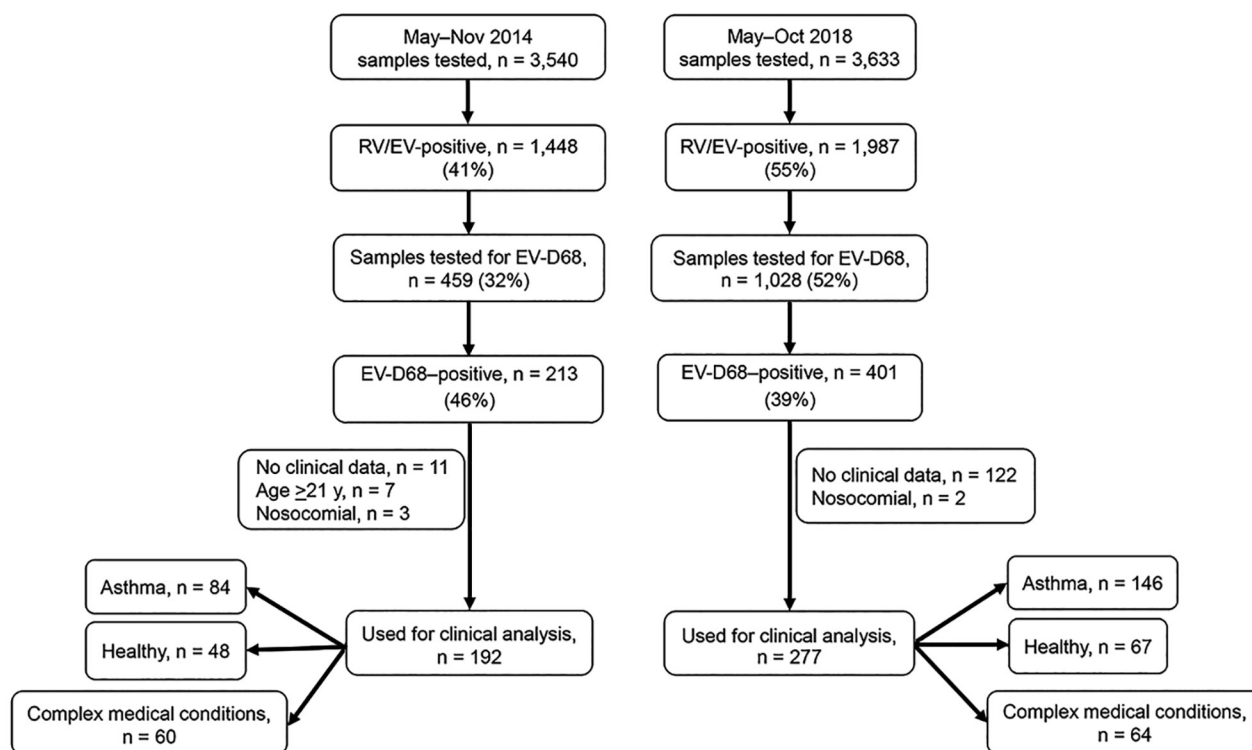 May–Nov 2014
samples tested, n = 3,540
RV/EV-positive, n = 1,448
(41%)
Samples tested for EV-D68,
n = 459 (32%)
EV-D68–positive, n = 213
(46%)
No clinical data, n = 11
Age ≥21 y, n = 7
Nosocomial, n = 3
Used for clinical analysis,
n = 192
Asthma, n = 84
Healthy, n = 48
Complex medical conditions,
n = 60
May–Oct 2018
samples tested, n = 3,633
RV/EV-positive, n = 1,987
(55%)
Samples tested for EV-D68,
n = 1,028 (52%)
EV-D68–positive, n = 401
(39%)
No clinical data, n = 122
Nosocomial, n = 2
Used for clinical analysis,
n = 277
Asthma, n = 146
Healthy, n = 67
Complex medical conditions,
n = 64